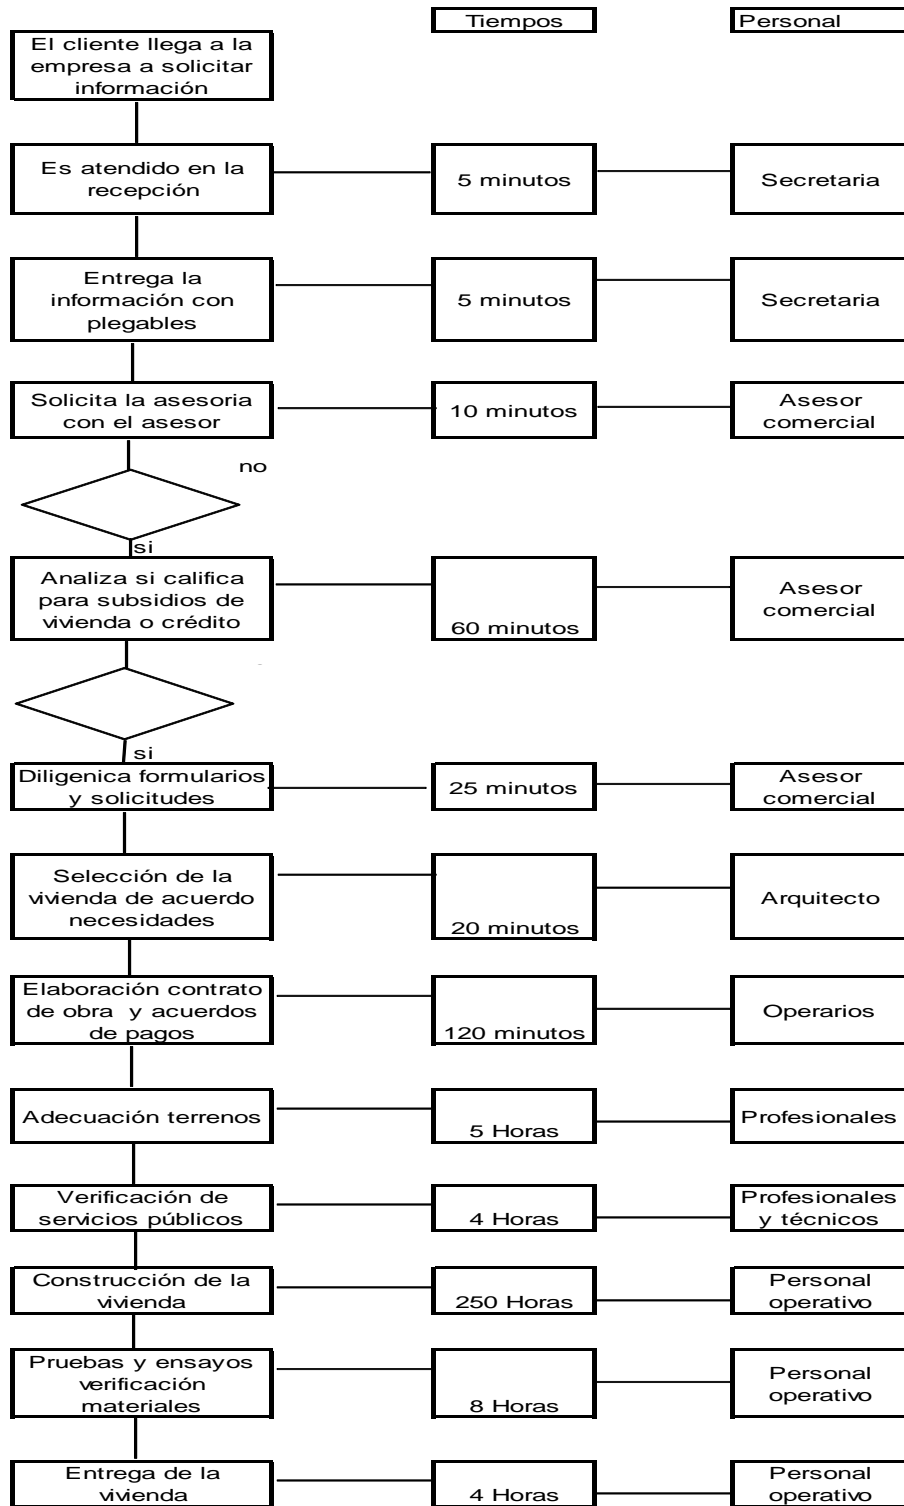 Tiempos
Personal
El cliente llega a la
empresa a solicitar
información
Es atendido en la
recepción
5 minutos
Secretaria
Entrega la
información con
plegables
5 minutos
Secretaria
Solicita la asesoria
con el asesor
10 minutos
Asesor
comercial
no
si
Analiza si califica
para subsidios de
vivienda o crédito
60 minutos
Asesor
comercial
si
Diligenica formularios
y solicitudes
25 minutos
Asesor
comercial
Selección de la
vivienda de acuerdo
necesidades
20 minutos
Arquitecto
Elaboración contrato
de obra y acuerdos
de pagos
120 minutos
Operarios
Adecuación terrenos
5 Horas
Profesionales
Verificación de
servicios públicos
4 Horas
Profesionales
y técnicos
Construcción de la
vivienda
250 Horas
Personal
operativo
Pruebas y ensayos
verificación
materiales
8 Horas
Personal
operativo
Entrega de la
vivienda
4 Horas
Personal
operativo